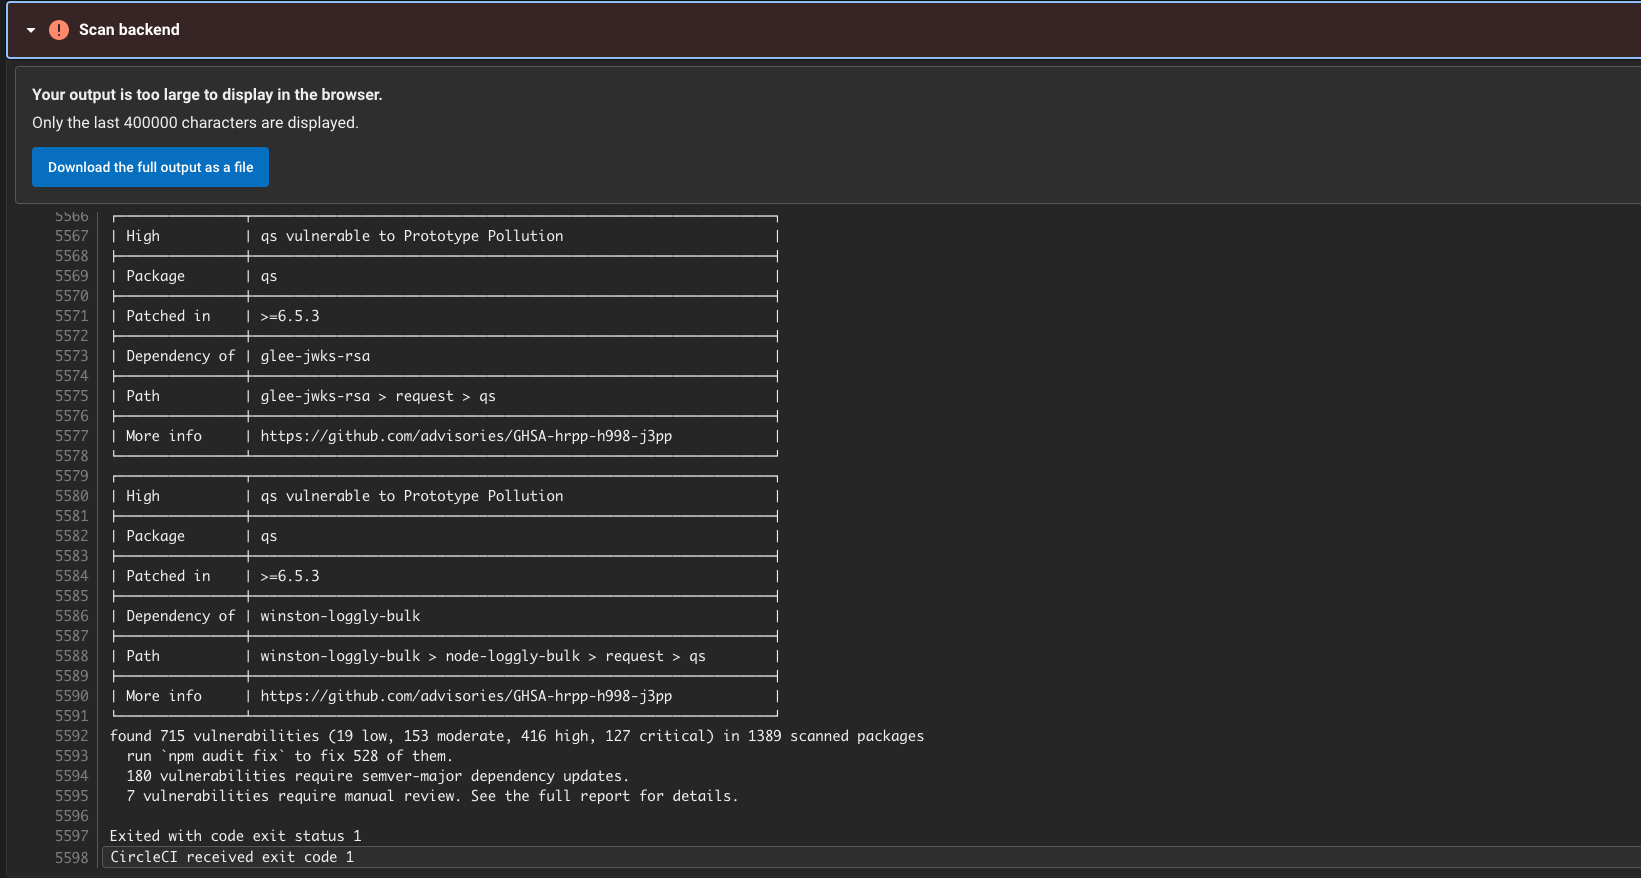 Scan backend
Your output is too large to display in the browser.
Only the last 400000 characters are displayed.
Download the full output as a file
5566
5567 | High | qs vulnerable to Prototype Pollution |
5568
5569 | Package | qs |
5570
5571 | Patched in | >=6.5.3 |
5572
5573 | Dependency of | glee-jwks-rsa |
5574
5575 | Path | glee-jwks-rsa > request > qs |
5576
5577 | More info | https://github.com/advisories/GHSA-hrpp-h998-j3pp |
5578
5579
5580 | High | qs vulnerable to Prototype Pollution |
5581
5582 | Package | qs |
5583
5584 | Patched in | >=6.5.3 |
5585
5586 | Dependency of | winston-loggly-bulk |
5587
5588 | Path | winston-loggly-bulk > node-loggly-bulk > request > qs |
5589
5590 | More info | https://github.com/advisories/GHSA-hrpp-h998-j3pp |
5591
5592 found 715 vulnerabilities (19 low, 153 moderate, 416 high, 127 critical) in 1389 scanned packages
5593 run `npm audit fix` to fix 528 of them.
5594 180 vulnerabilities require semver-major dependency updates.
5595 7 vulnerabilities require manual review. See the full report for details.
5596
5597 Exited with code exit status 1
5598 CircleCI received exit code 1